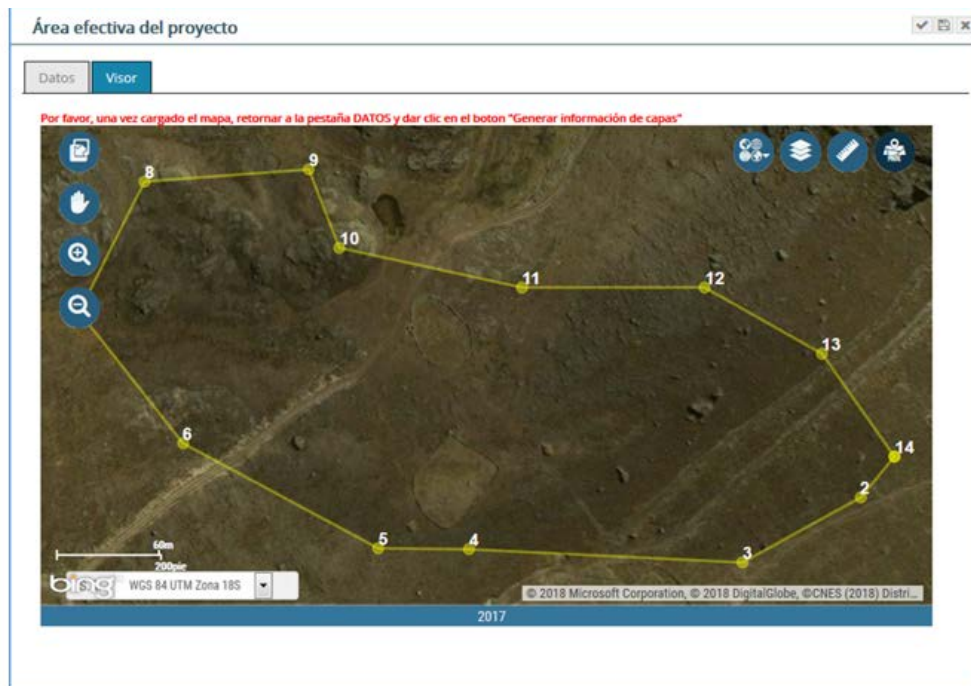 Área efectiva del proyecto
Datos
Visor
Por favor, una vez cargado el mapa, retornar a la pestaña DATOS y dar clic en el boton "Generar información de capas"
8
9
10
11
12
13
6
14
2
5
4
3
60m
200pie
bing
WGS 84 UTM Zona 18S
© 2018 Microsoft Corporation, © 2018 DigitalGlobe, ©CNES (2018) Distri...
2017